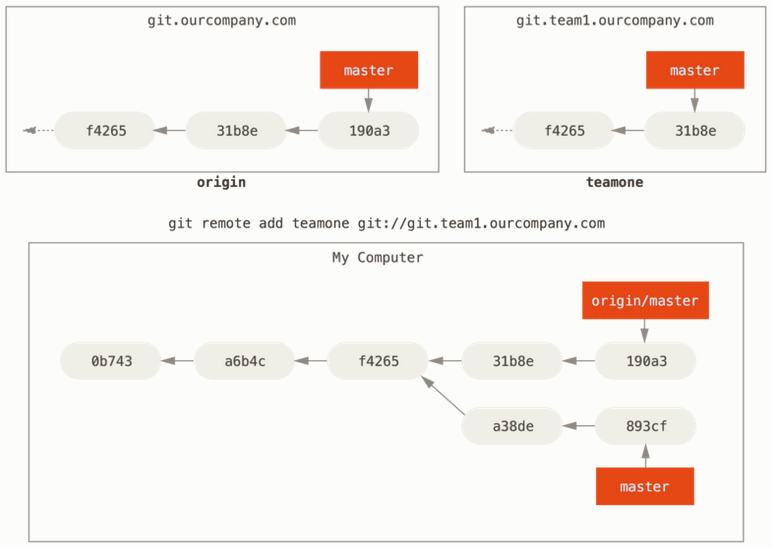 git.ourcompany.com
master
f4265
31b8e
190a3
origin
git.team1.ourcompany.com
master
f4265
31b8e
teamone
git remote add teamone git://git.team1.ourcompany.com
My Computer
origin/master
0b743
a6b4c
f4265
31b8e
190a3
a38de
893cf
master